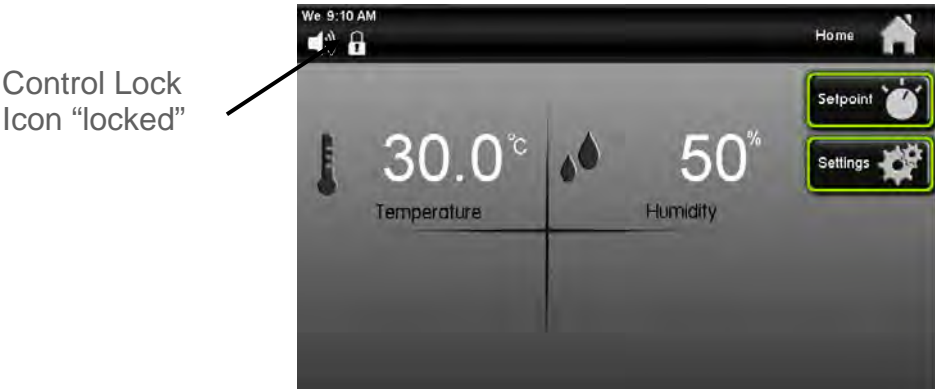 We 9:10 AM
Home
Control Lock
Icon “locked”
Setpoint
30.0°C
50%
Settings
Temperature
Humidity